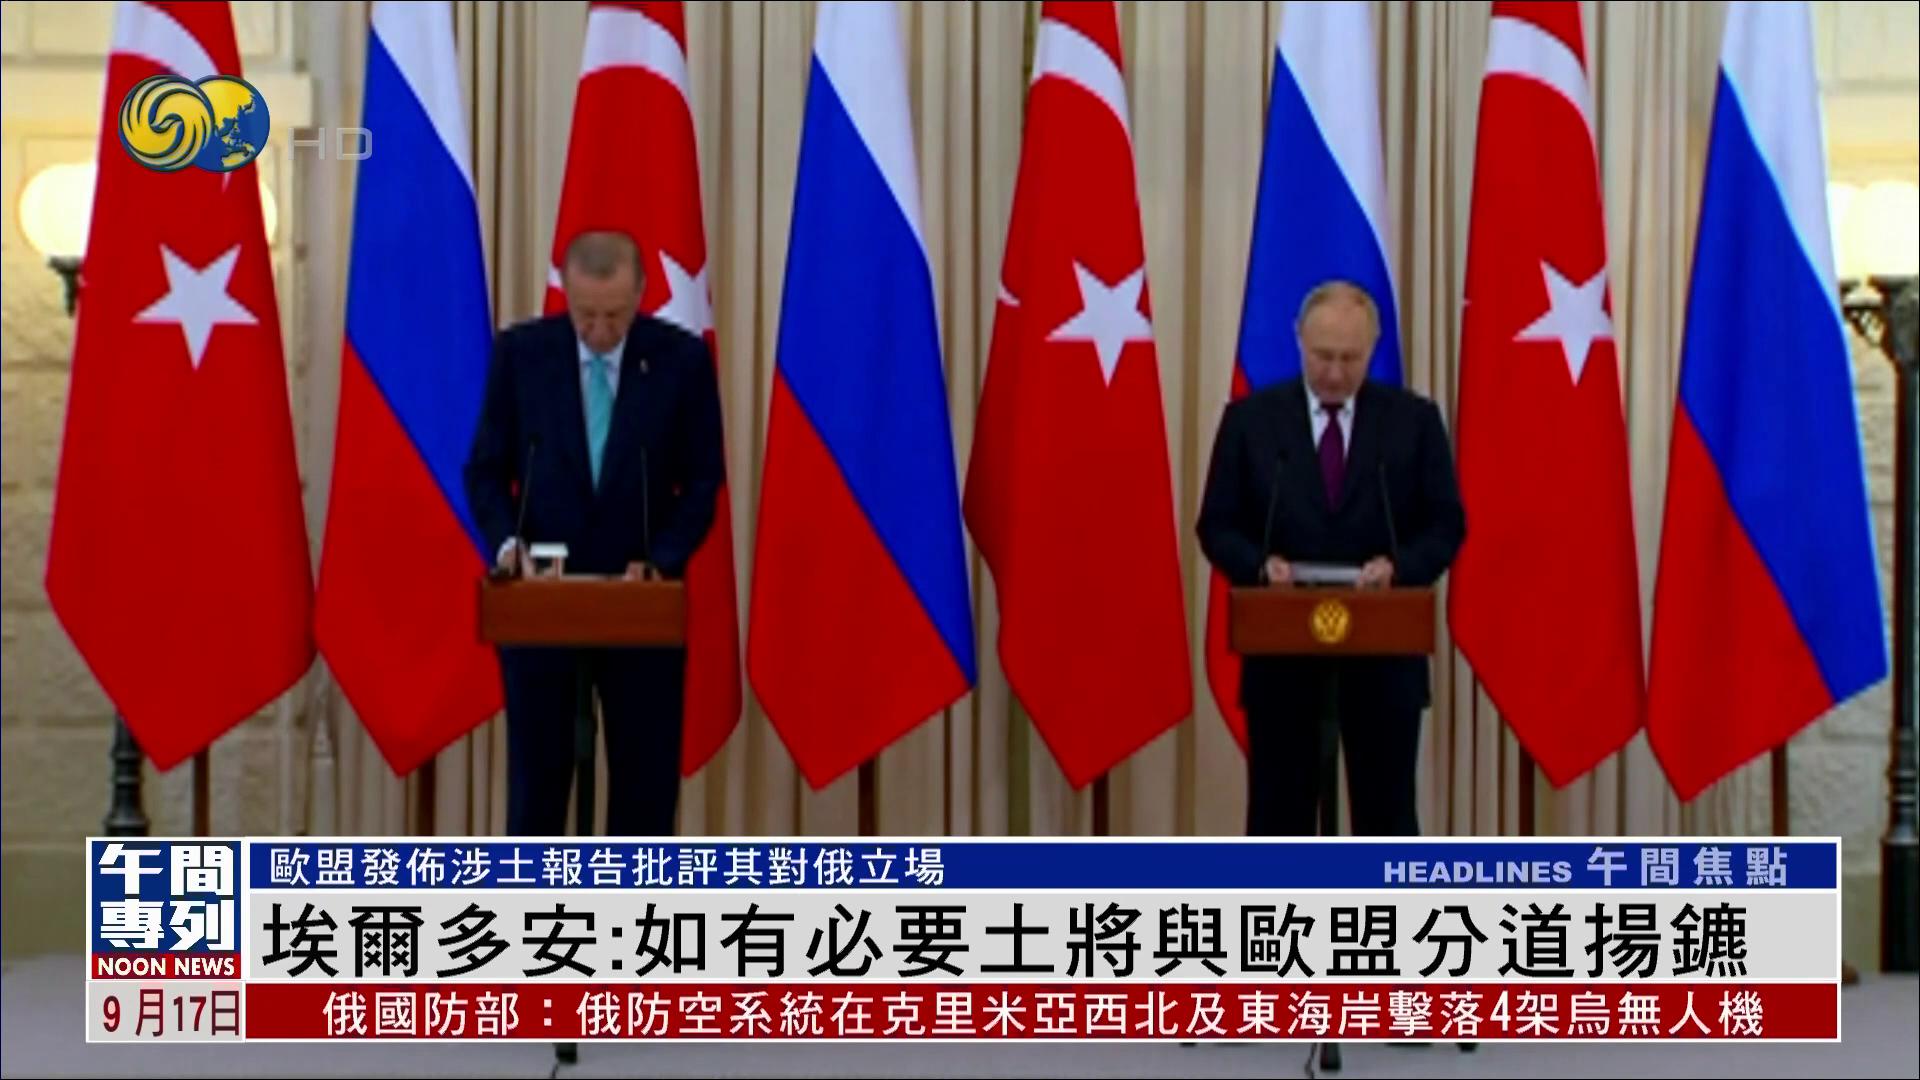 HD
歐盟發佈涉土報告批評其對俄立場
HEADLINES 午間焦點
午間專列
NOON NEWS
埃爾多安:如有必要土將與歐盟分道揚鑣
9月17日
俄國防部：俄防空系統在克里米亞西北及東海岸擊落4架烏無人機